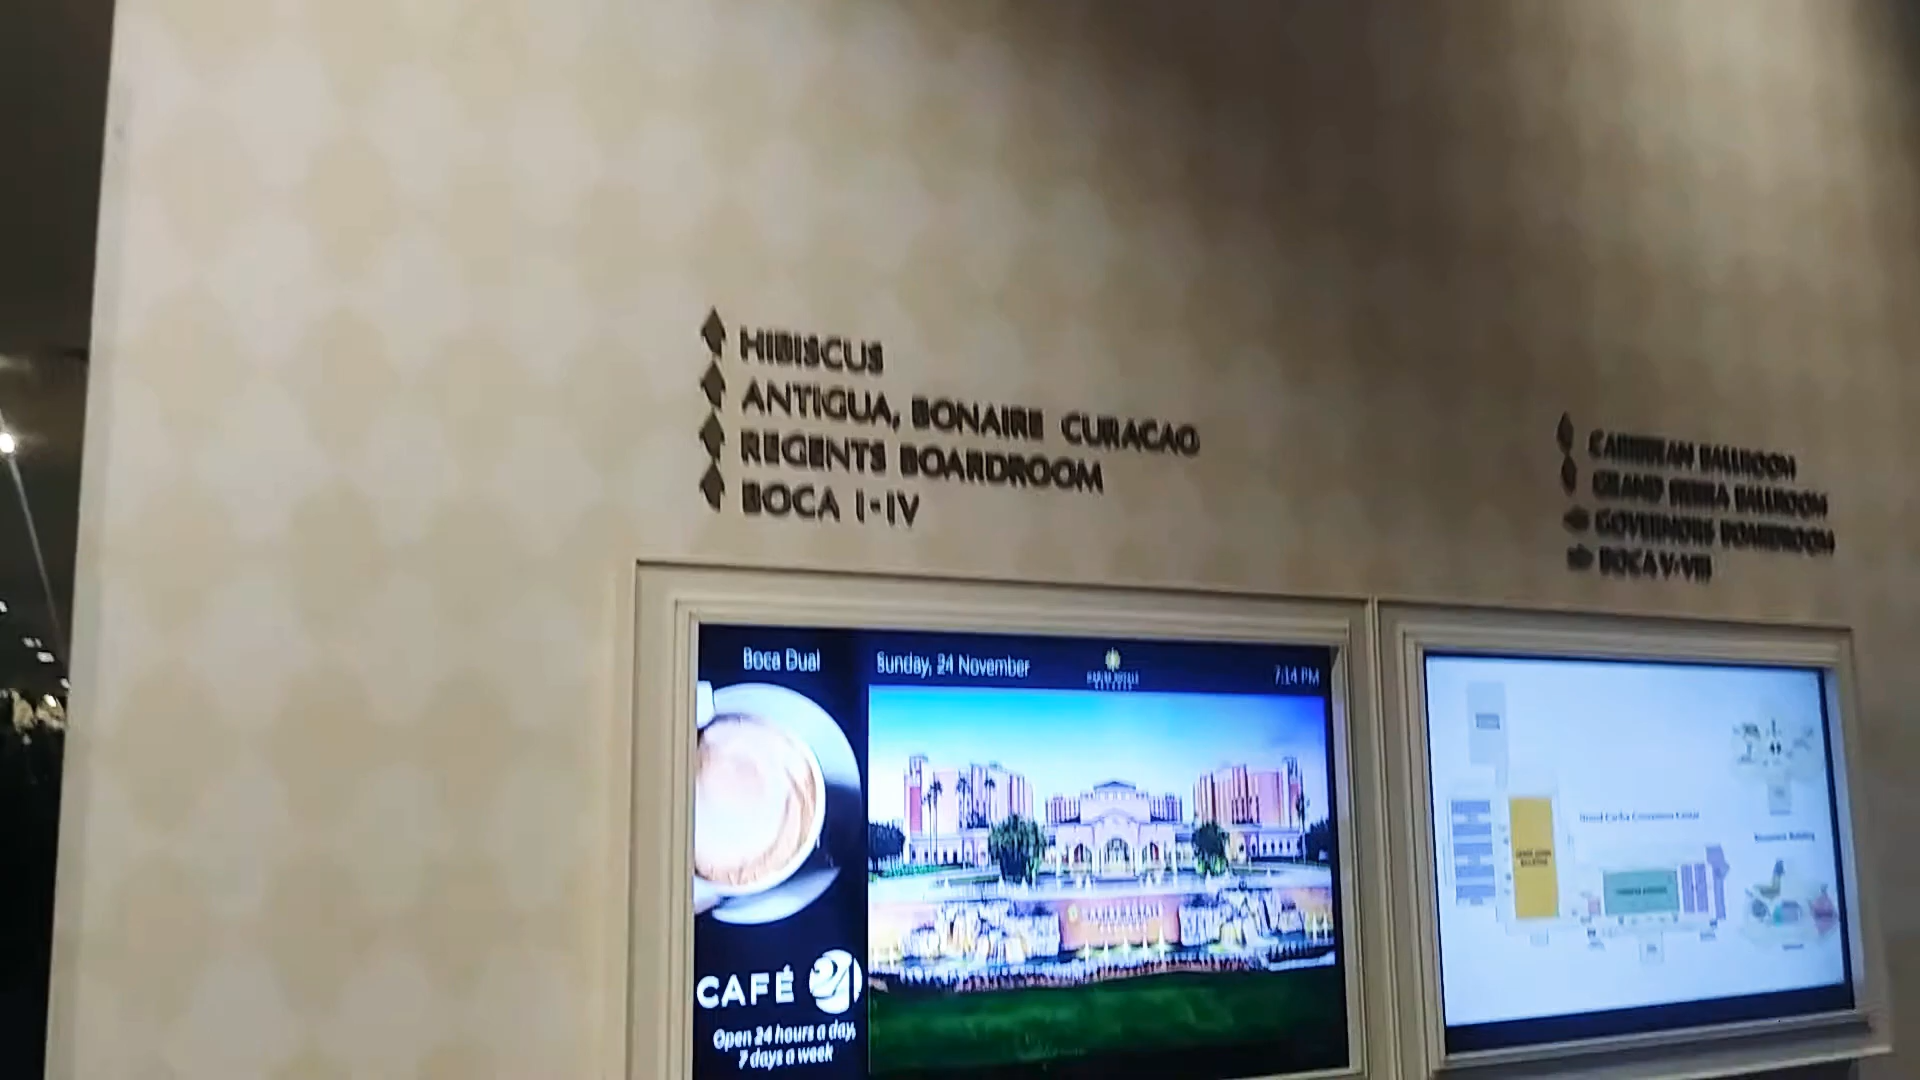 HIBISCUS
ANTIGUA, BONAIRE CURACAO
REGENTS BOARDROOM
BOCA I-IV
CARIBBEAN BALLROOM
GRAND SIERRA BALLROOM
GOVERNORS BOARDROOM
BOCA V-VIII
Boca Dual
Sunday, 24 November
7:14 PM
CAFÉ 24
Open 24 hours a day,
7 days a week